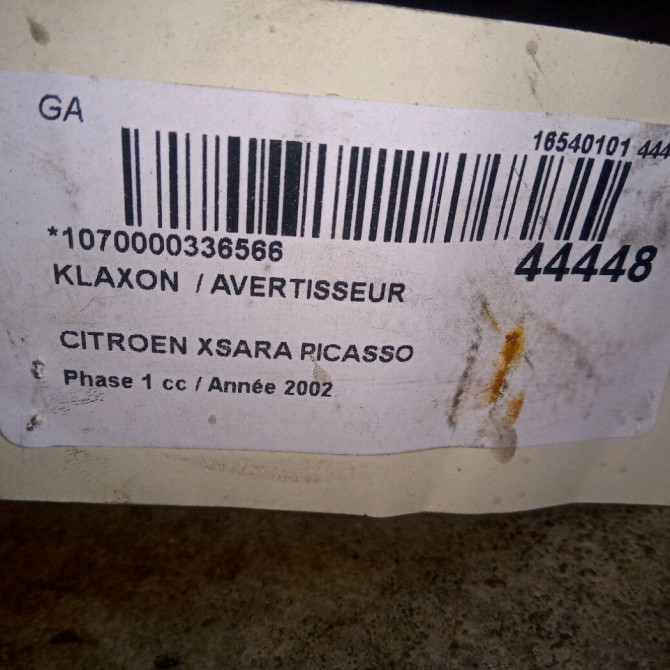 GA
16540101 444
*1070000336566
44448
KLAXON / AVERTISSEUR
CITROEN XSARA PICASSO
Phase 1 cc / Année 2002